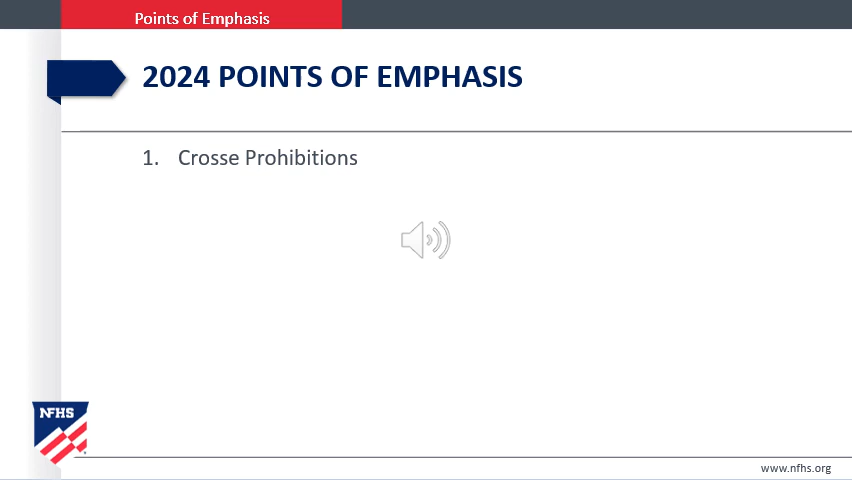 Points of Emphasis
2024 POINTS OF EMPHASIS
1. Crosse Prohibitions
NFHS
www.nfhs.org